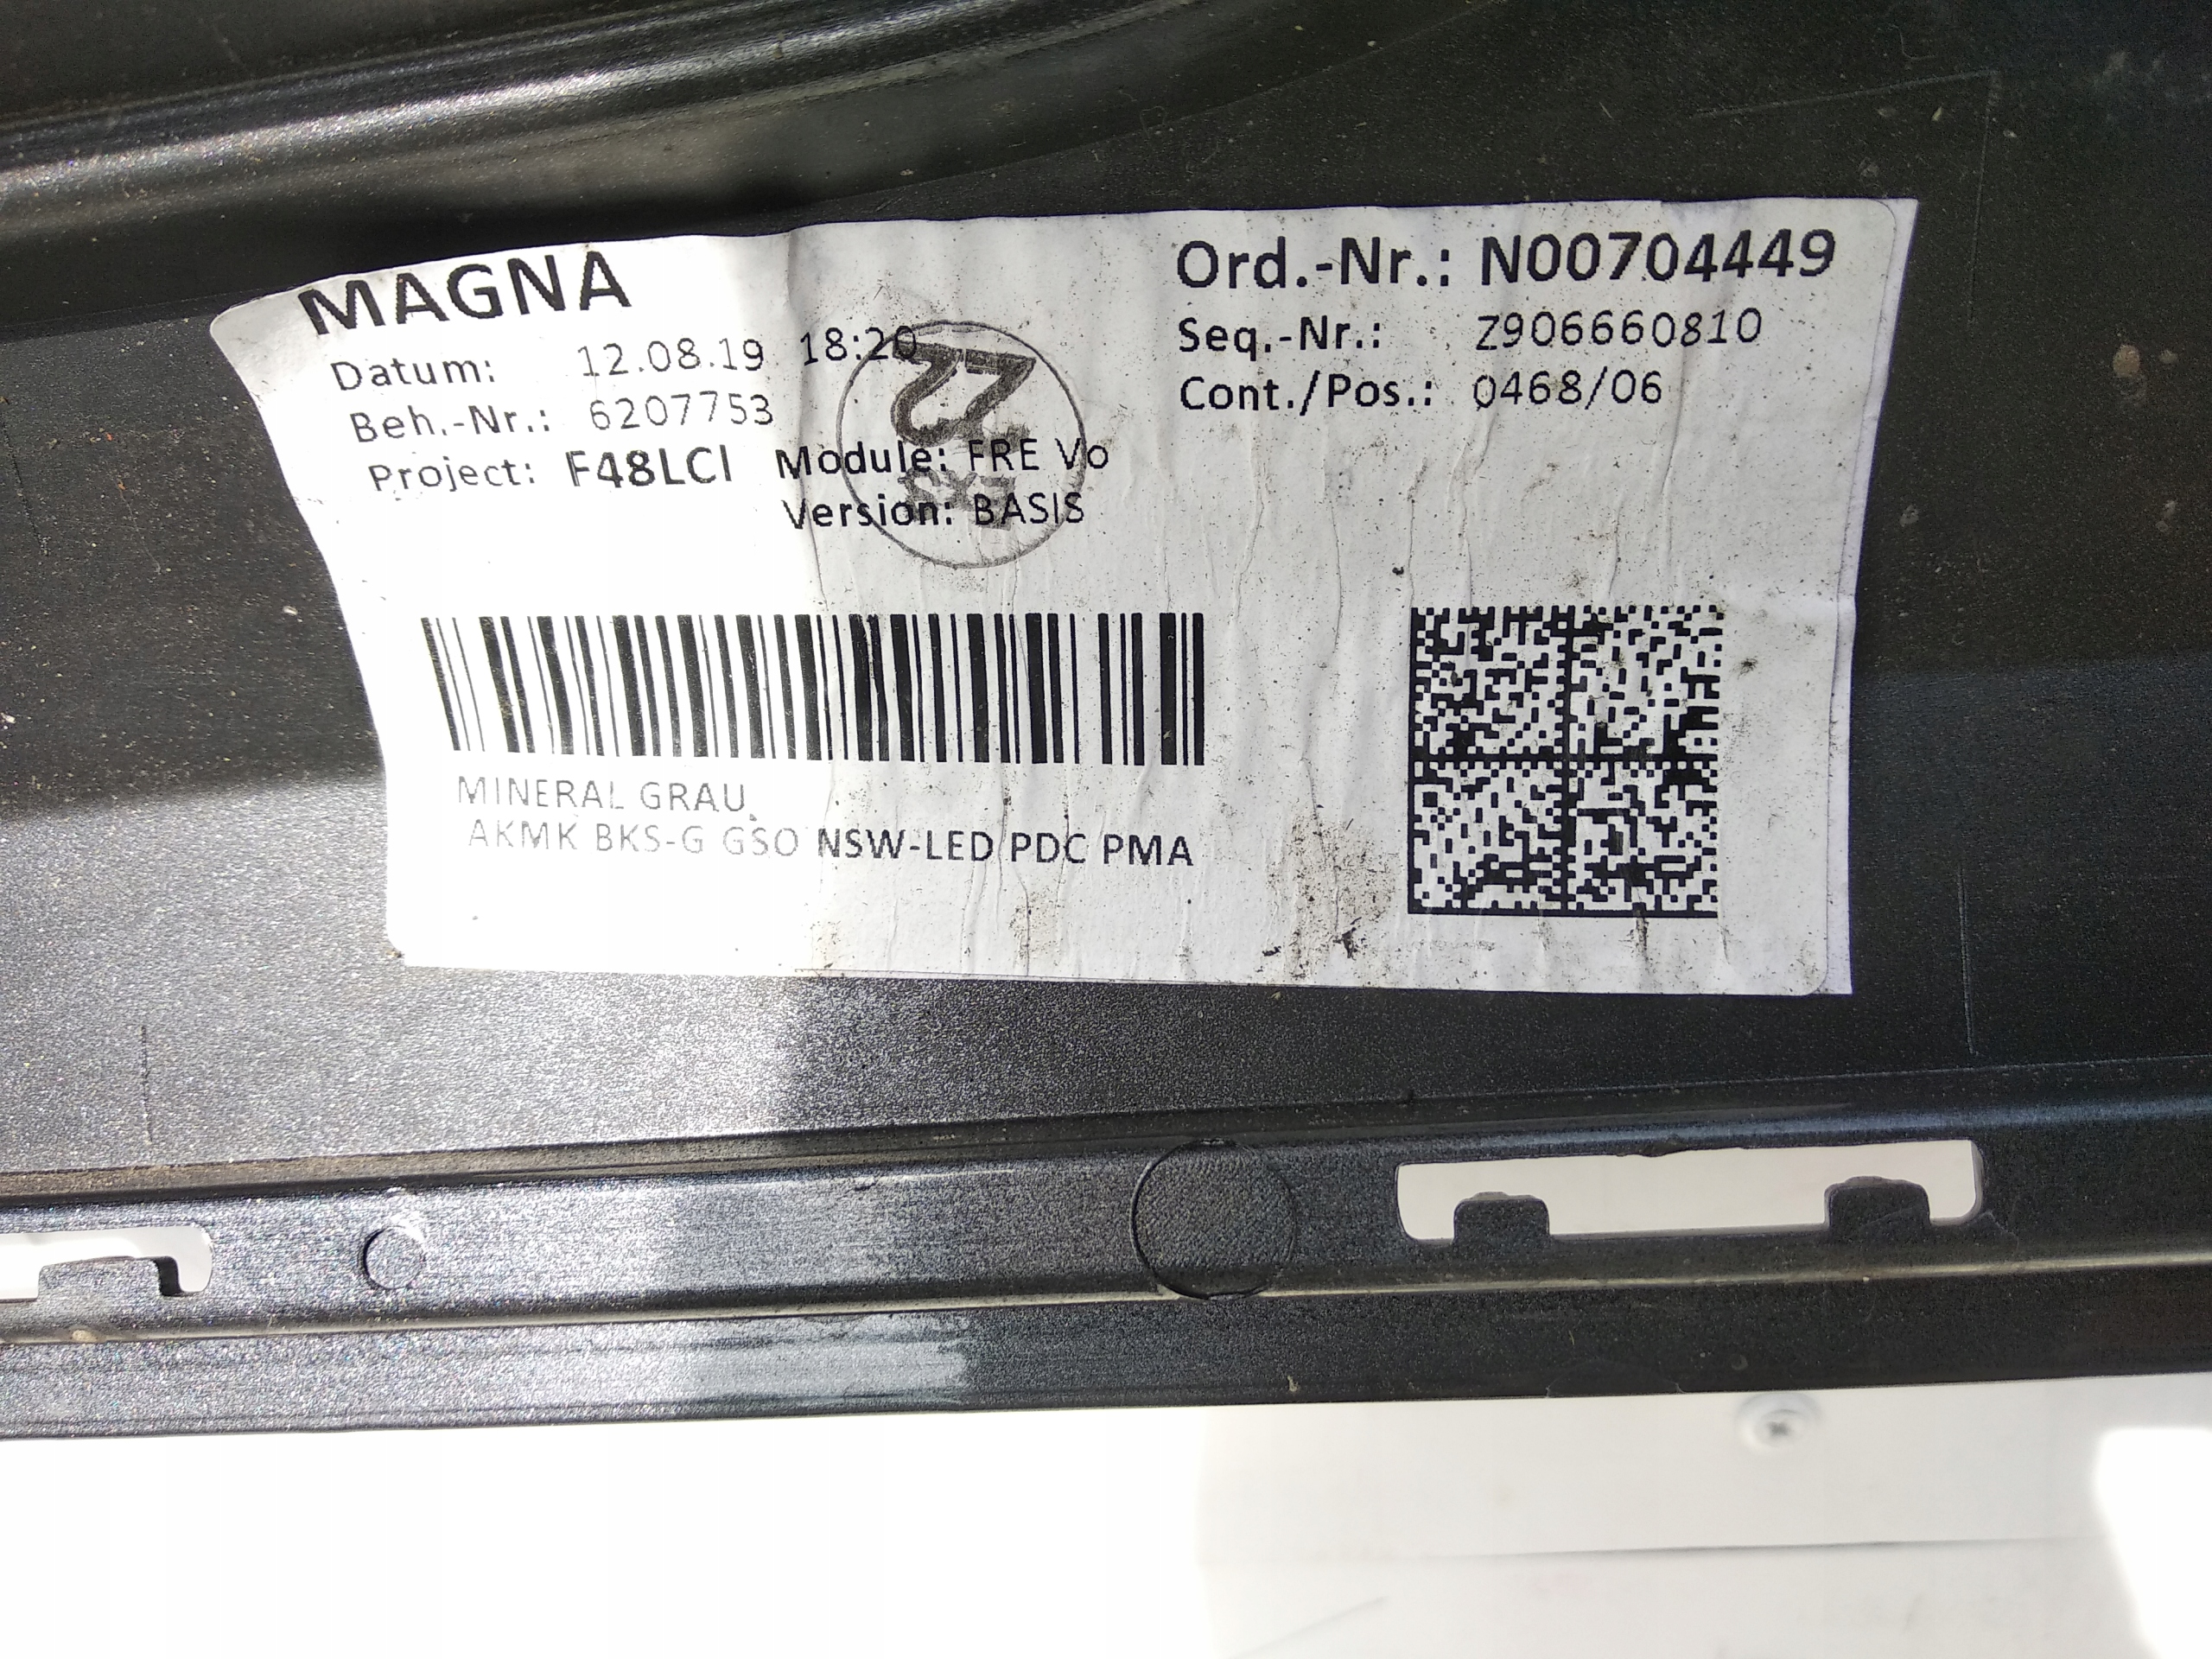 MAGNA
Datum: 12.08.19 18:20
Beh.-Nr.: 6207753
Project: F48LCI Module: FRE Vo
Version: BASIS
Ord.-Nr.: N00704449
Seq.-Nr.: Z906660810
Cont./Pos.: 0468/06
22
MINERAL GRAU
AKMK BKS-G GSO NSW-LED PDC PMA